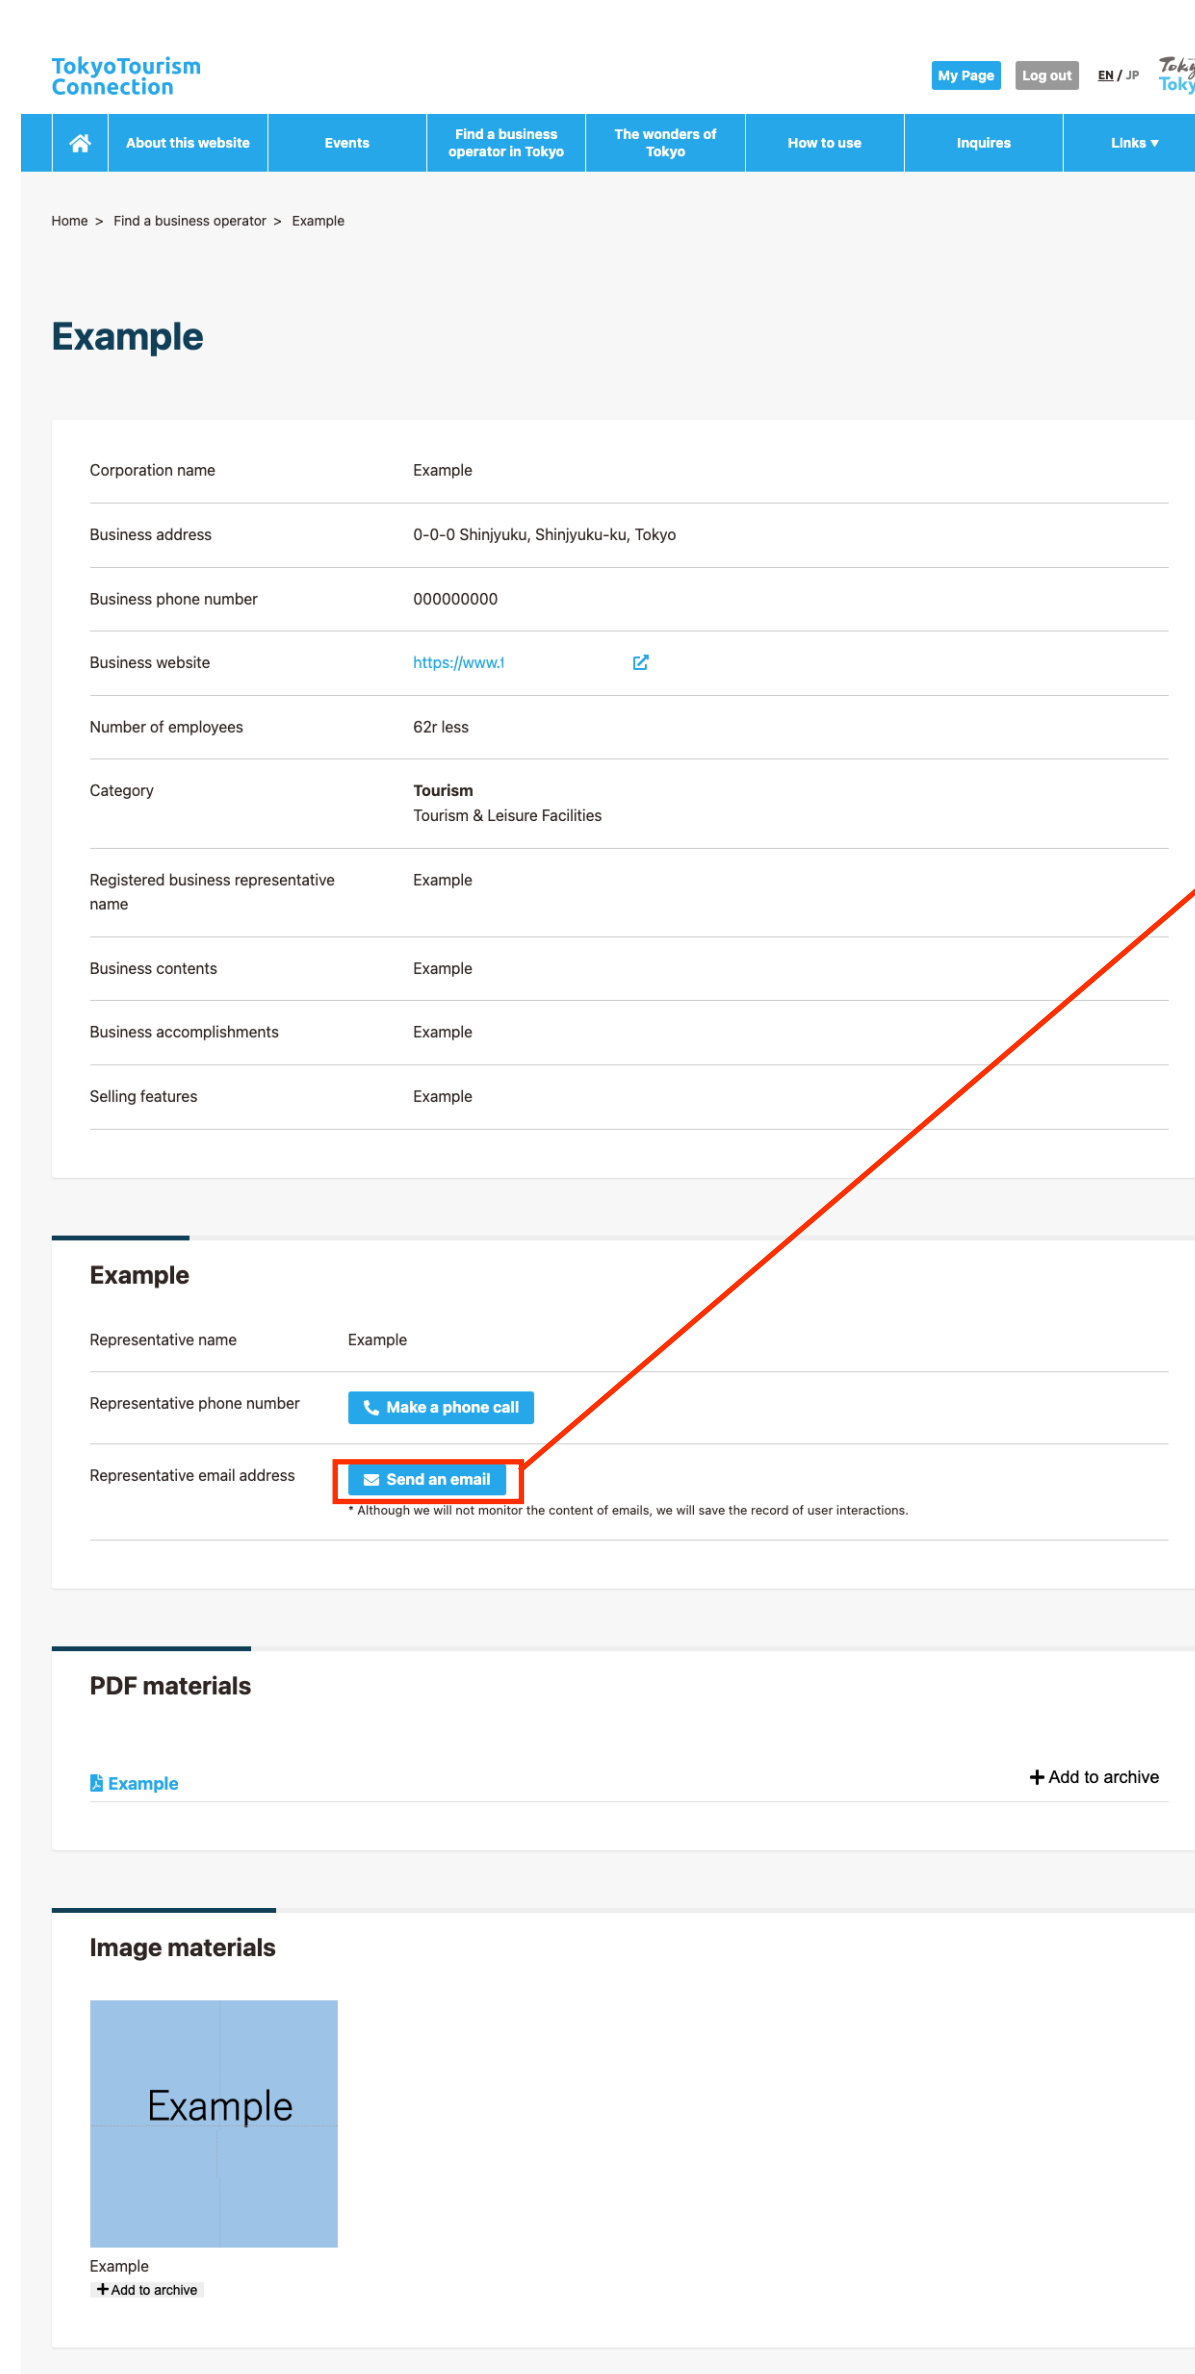 TokyoTourism
Connection
My Page
Log out
EN / JP
About this website
Events
Find a business
operator in Tokyo
The wonders of
Tokyo
How to use
Inquires
Links ▼
Home > Find a business operator > Example
Example
Corporation name Example
Business address 0-0-0 Shinjyuku, Shinjyuku-ku, Tokyo
Business phone number 000000000
Business website https://www.
Number of employees 62r less
Category Tourism
Tourism & Leisure Facilities
Registered business representative Example
name
Business contents Example
Business accomplishments Example
Selling features Example
Example
Representative name Example
Representative phone number Make a phone call
Representative email address Send an email
* Although we will not monitor the content of emails, we will save the record of user interactions.
PDF materials
Example + Add to archive
Image materials
Example
Example
+ Add to archive